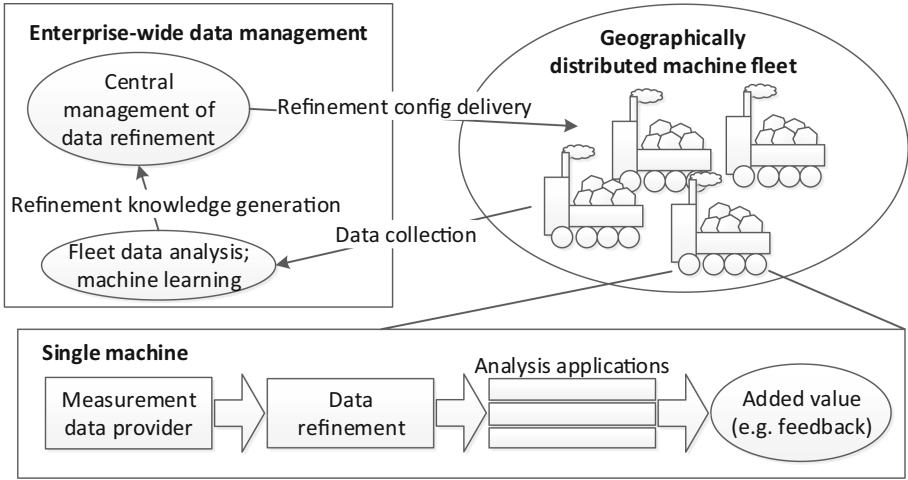 Enterprise-wide data management
Central
management of
data refinement
Refinement config delivery
Geographically
distributed machine fleet
Refinement knowledge generation
Data collection
Fleet data analysis;
machine learning
Single machine
Measurement
data provider
Data
refinement
Analysis applications
Added value
(e.g. feedback)